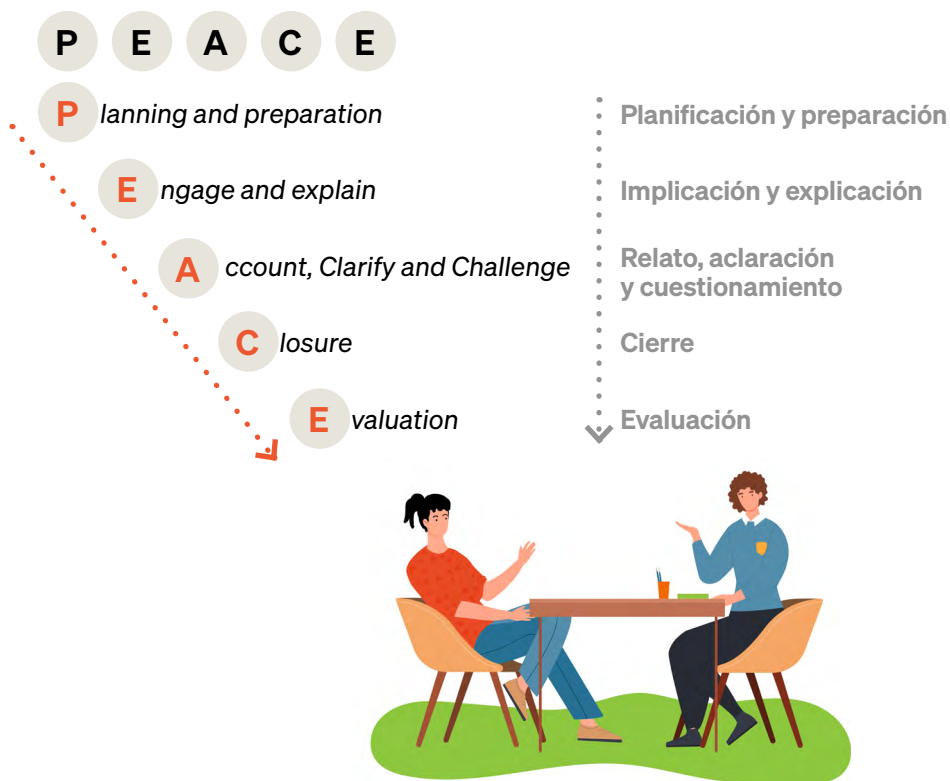 P E A C E
Planning and preparation
Planificación y preparación
Engage and explain
Implicación y explicación
Account, Clarify and Challenge
Relato, aclaración
y cuestionamiento
Closure
Cierre
Evaluation
Evaluación